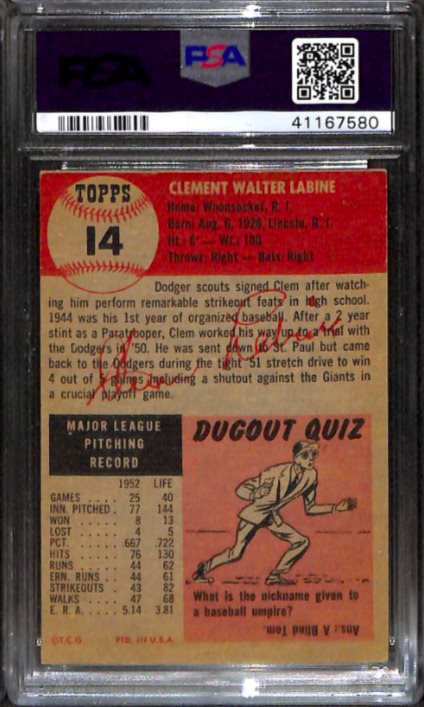 PSA
PSA
41167580
TOPPS
14
CLEMENT WALTER LABINE
Home: Woonsocket, R. I.
Born: Aug. 6, 1926, Lincoln, R. I.
Ht: 6' — Wt: 180
Throws: Right — Bats: Right
Dodger scouts signed Clem after watch-
ing him perform remarkable strikeout feats in high school.
1944 was his 1st year of organized baseball. After a 2 year
stint as a Paratrooper, Clem worked his way up to a trial with
the Dodgers in '50. He was sent down to St. Paul but came
back to the Dodgers during the tight '51 stretch drive to win
4 out of 5 games including a shutout against the Giants in
a crucial playoff game.
MAJOR LEAGUE
PITCHING
RECORD
1952 LIFE
GAMES . . . . 25 40
INN. PITCHED . 77 144
WON . . . . . 8 13
LOST . . . . . 4 5
PCT. . . . . . .667 .722
HITS . . . . . 76 130
RUNS . . . . . 44 62
ERN. RUNS . . 44 61
STRIKEOUTS . . 43 82
WALKS . . . . 47 68
E. R. A. . . . . 5.14 3.81
©T.C.G. PTD. IN U.S.A.
DUGOUT QUIZ
What is the nickname given to
a baseball umpire?
Ans: A Blind Tom.